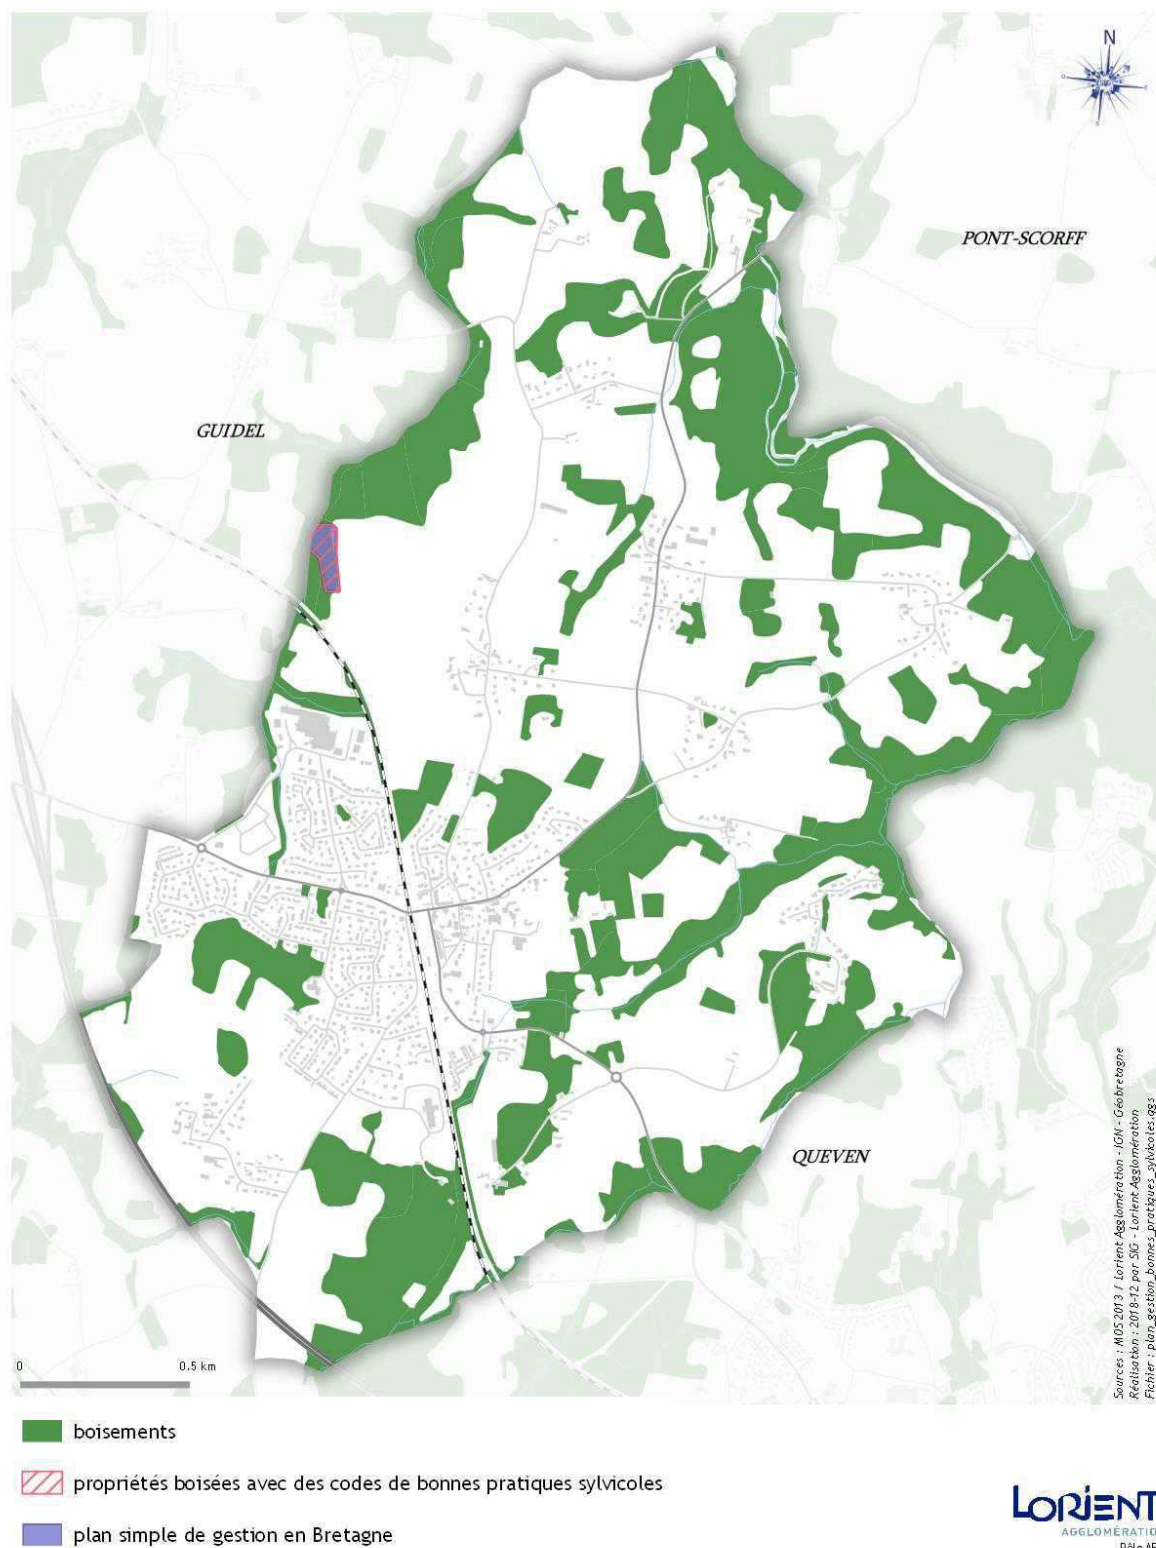 N
PONT-SCORFF
GUIDEL
QUEVEN
Sources : MOS 2013 / Lorient Agglomération - IGN - Géobretagne
Réalisation : 2018-12 par SIG - Lorient Agglomération
Fichier : plan_gestion_bonnes_pratiques_sylvicoles.qgs
0 0.5 km
boisements
propriétés boisées avec des codes de bonnes pratiques sylvicoles
plan simple de gestion en Bretagne
LORIENT
AGGLOMÉRATIO